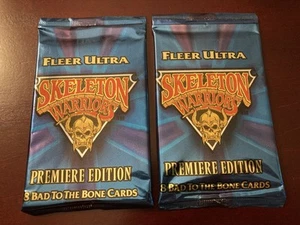 FLEER ULTRA
SKELETON
WARRIORS
PREMIERE EDITION
8 BAD TO THE BONE CARDS
FLEER ULTRA
SKELETON
WARRIORS
PREMIERE EDITION
8 BAD TO THE BONE CARDS